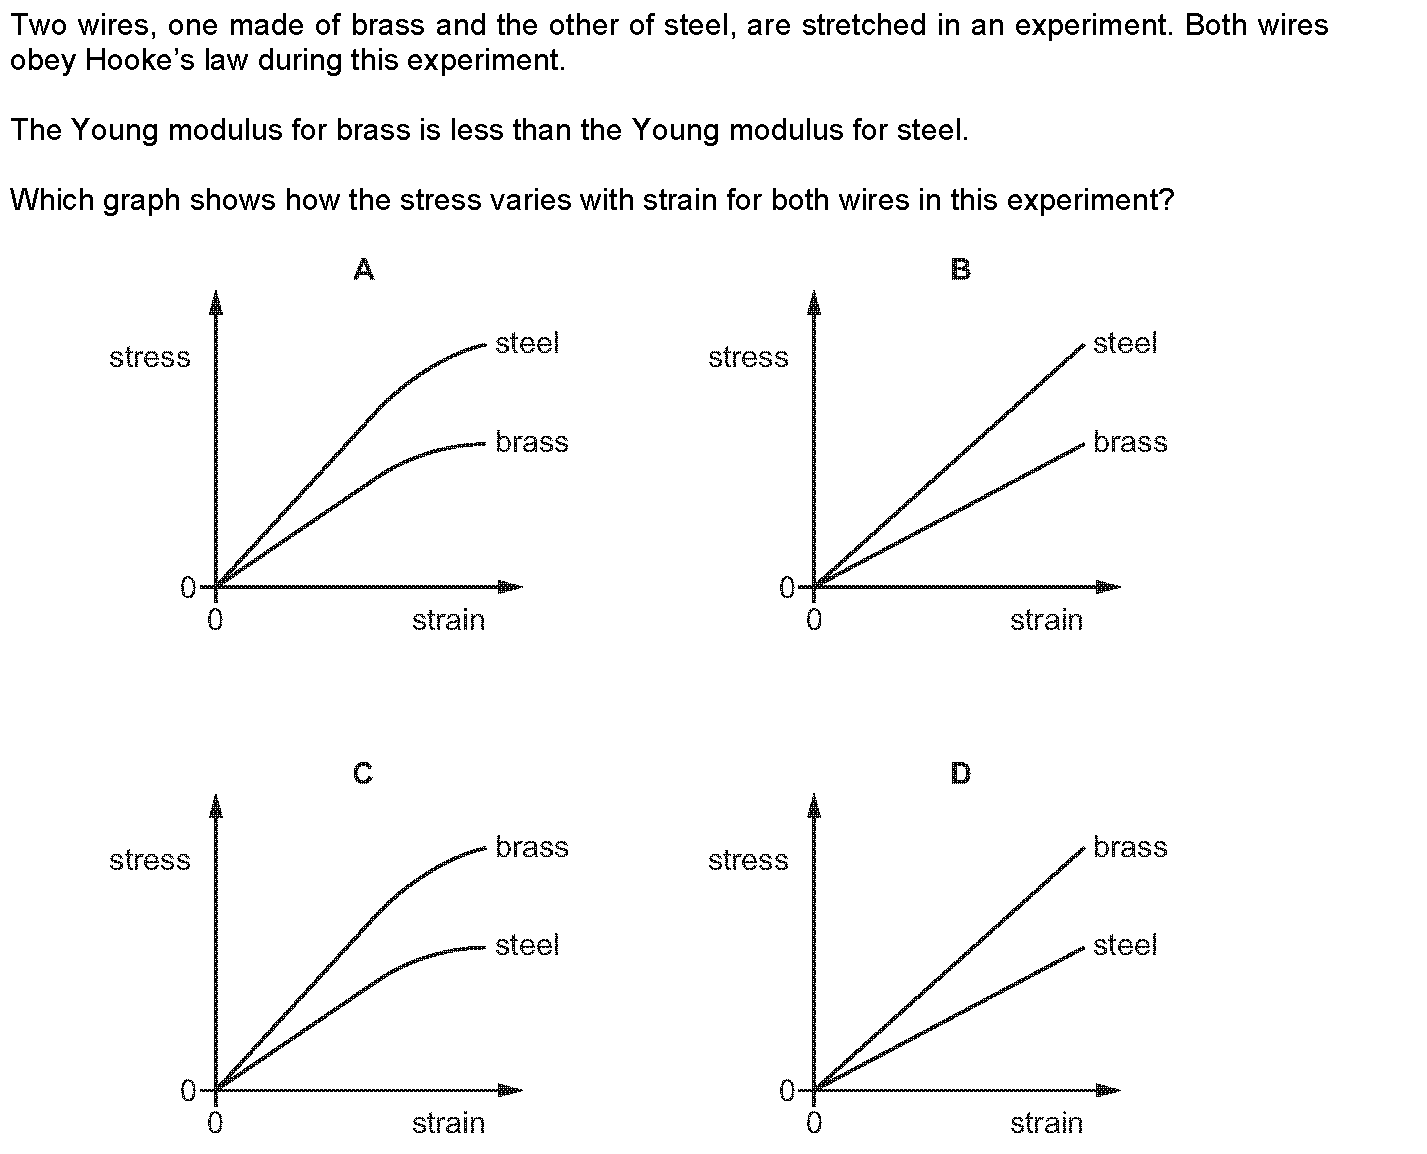 Two wires, one made of brass and the other of steel, are stretched in an experiment. Both wires
obey Hooke’s law during this experiment.
The Young modulus for brass is less than the Young modulus for steel.
Which graph shows how the stress varies with strain for both wires in this experiment?
A
stress
steel
brass
0
0
strain
B
stress
steel
brass
0
0
strain
C
stress
brass
steel
0
0
strain
D
stress
brass
steel
0
0
strain